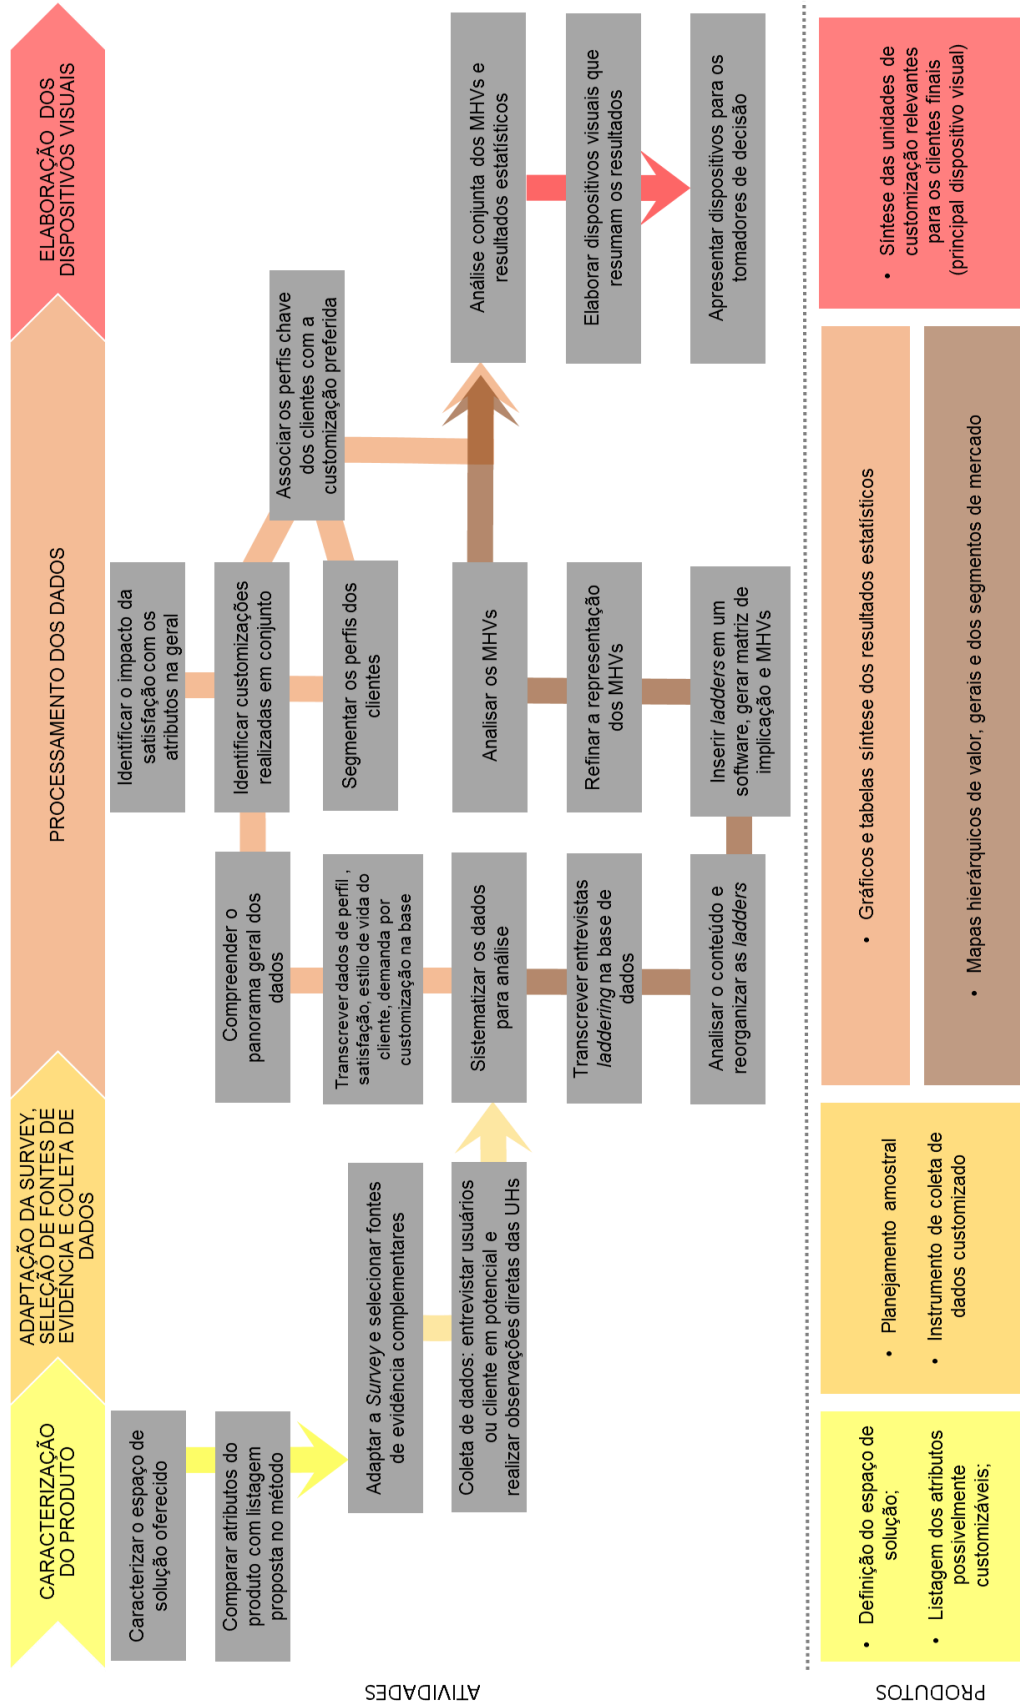 CARACTERIZAÇÃO
DO PRODUTO
ADAPTAÇÃO DA SURVEY,
SELEÇÃO DE FONTES DE
EVIDÊNCIA E COLETA DE
DADOS
PROCESSAMENTO DOS DADOS
ELABORAÇÃO DOS
DISPOSITIVOS VISUAIS
ATIVIDADES
Caracterizar o espaço de
solução oferecido
Comparar atributos do
produto com listagem
proposta no método
Adaptar a Survey e selecionar fontes
de evidência complementares
Coleta de dados: entrevistar usuários
ou cliente em potencial e
realizar observações diretas das UHs
Compreender o
panorama geral dos
dados
Transcrever dados de perfil ,
satisfação, estilo de vida do
cliente, demanda por
customização na base
Sistematizar os dados
para análise
Transcrever entrevistas
laddering na base de
dados
Analisar o conteúdo e
reorganizar as ladders
Identificar o impacto da
satisfação com os
atributos na geral
Identificar customizações
realizadas em conjunto
Segmentar os perfis dos
clientes
Analisar os MHVs
Refinar a representação
dos MHVs
Inserir ladders em um
software, gerar matriz de
implicação e MHVs
Associar os perfis chave
dos clientes com a
customização preferida
Análise conjunta dos MHVs e
resultados estatísticos
Elaborar dispositivos visuais que
resumam os resultados
Apresentar dispositivos para os
tomadores de decisão
PRODUTOS
• Definição do espaço de
solução;
• Listagem dos atributos
possivelmente
customizáveis;
• Planejamento amostral
• Instrumento de coleta de
dados customizado
• Gráficos e tabelas síntese dos resultados estatísticos
• Mapas hierárquicos de valor, gerais e dos segmentos de mercado
• Síntese das unidades de
customização relevantes
para os clientes finais
(principal dispositivo visual)